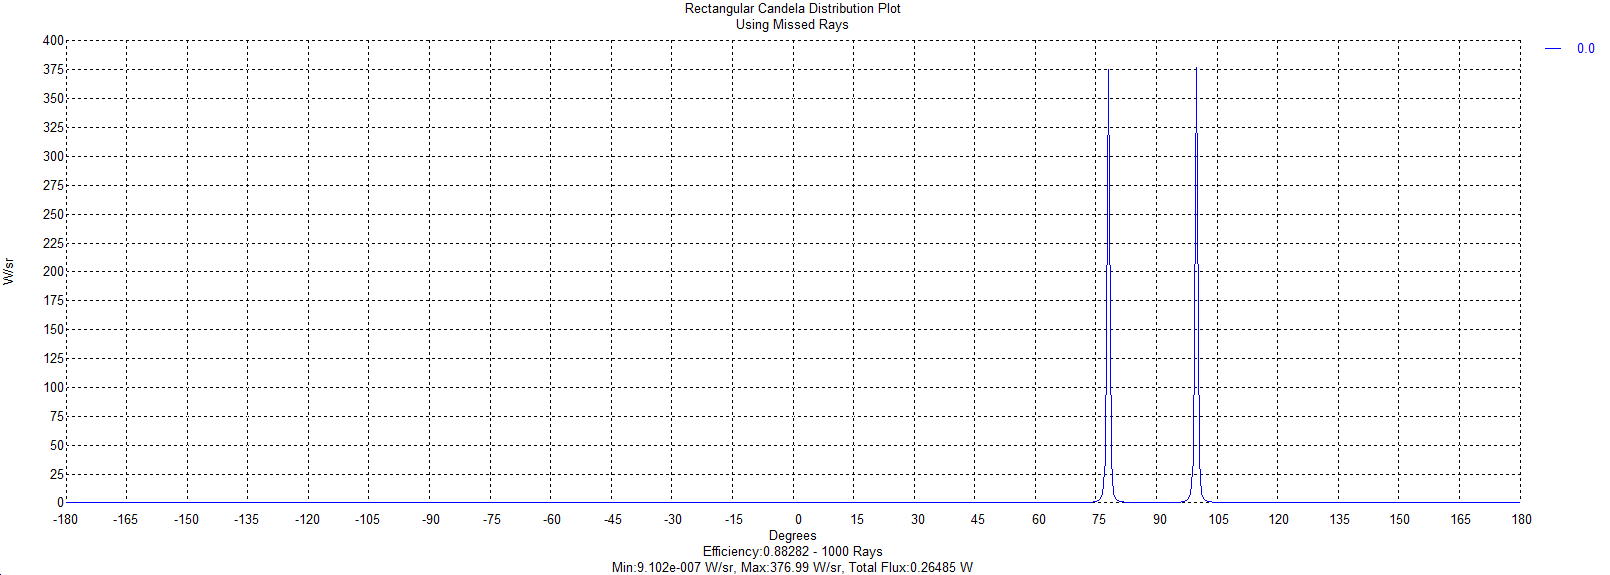 Rectangular Candela Distribution Plot
Using Missed Rays
0.0
400
375
350
325
300
275
250
225
200
175
150
125
100
75
50
25
0
W/sr
-180 -165 -150 -135 -120 -105 -90 -75 -60 -45 -30 -15 0 15 30 45 60 75 90 105 120 135 150 165 180
Degrees
Efficiency:0.88282 - 1000 Rays
Min:9.102e-007 W/sr, Max:376.99 W/sr, Total Flux:0.26485 W